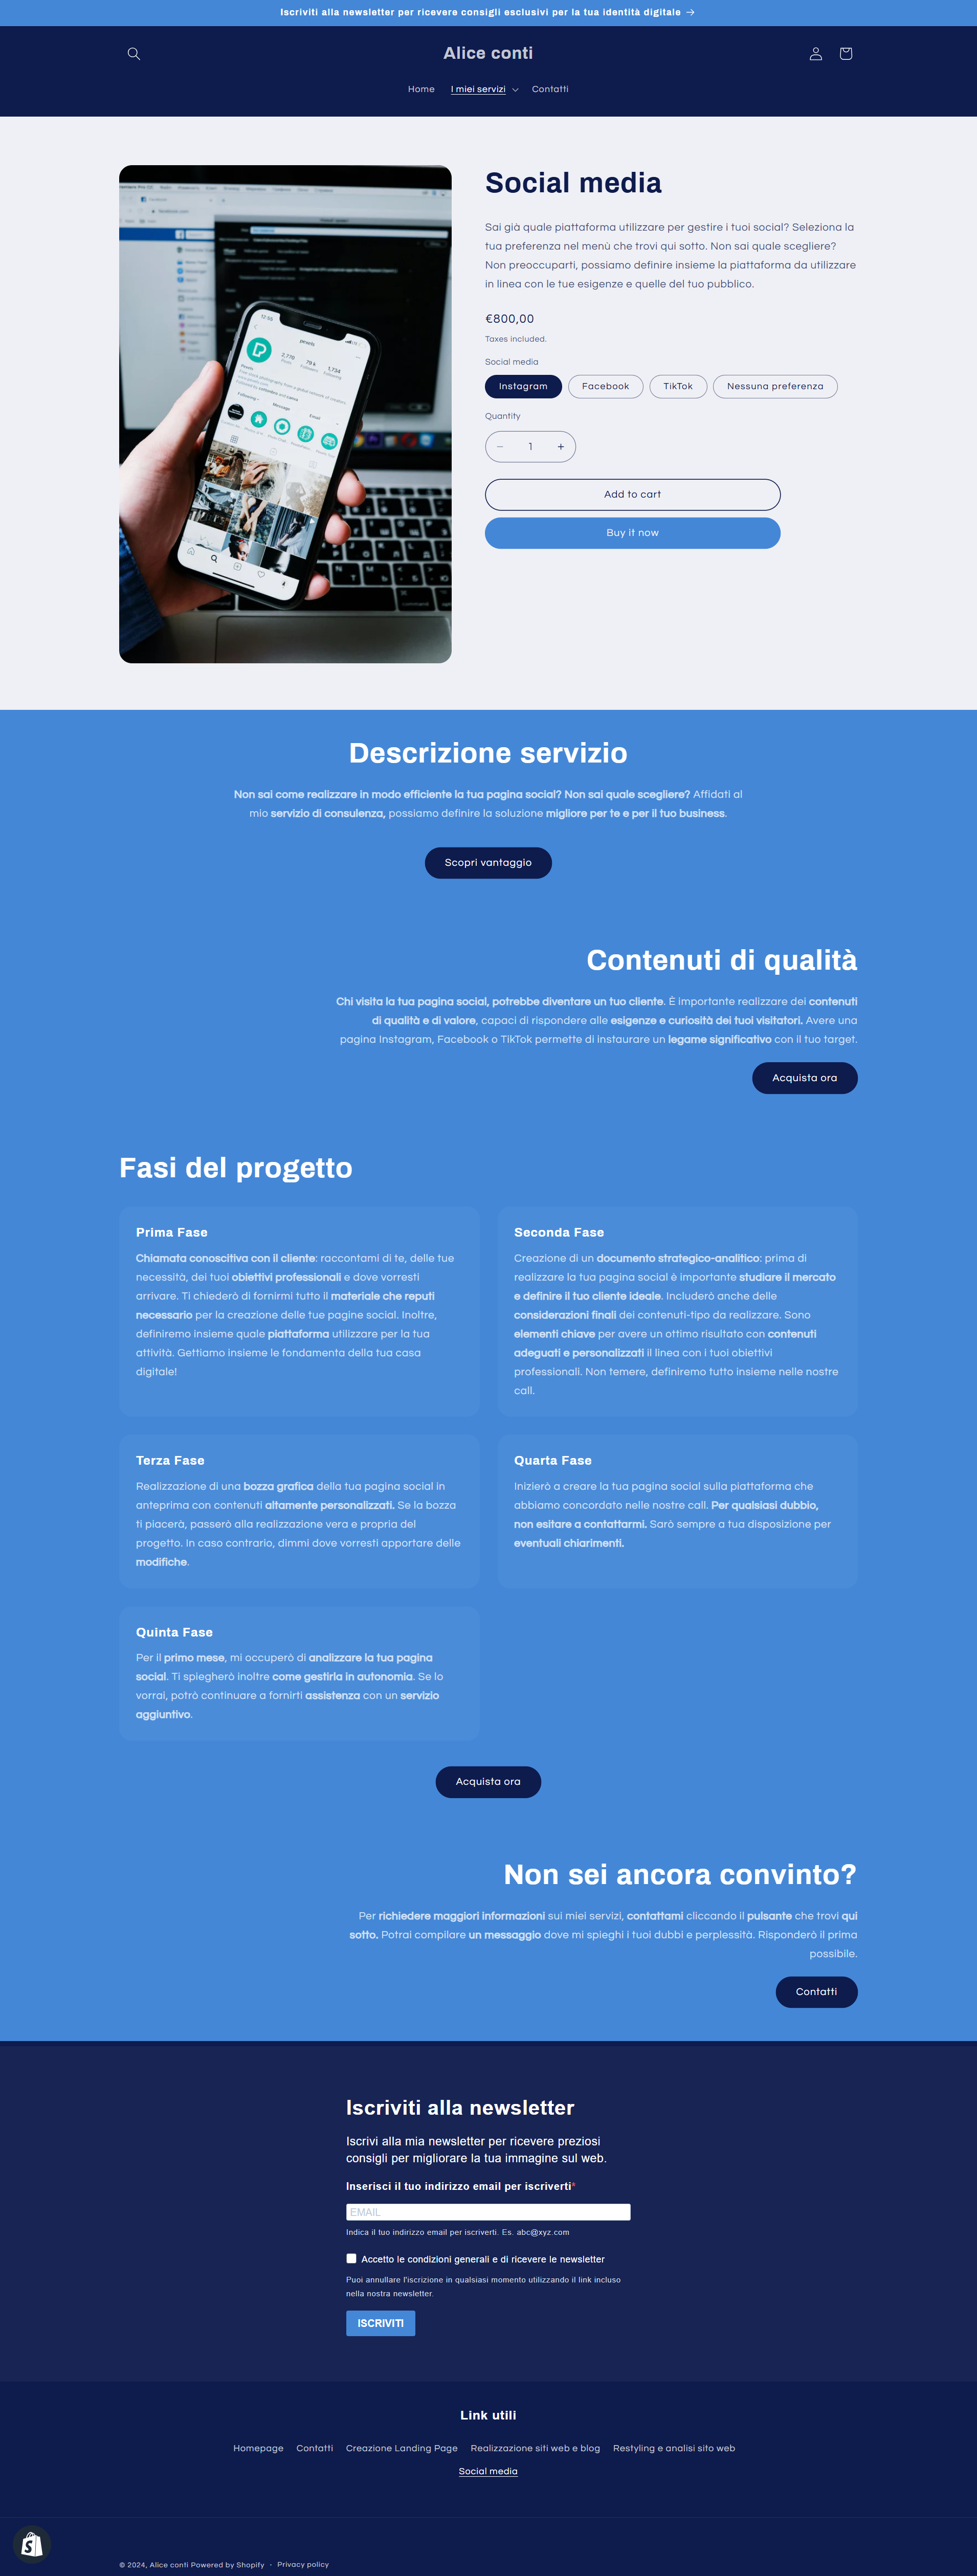 Iscriviti alla newsletter per ricevere consigli esclusivi per la tua identità digitale →
Alice conti
Home
I miei servizi
Contatti
Social media
Sai già quale piattaforma utilizzare per gestire i tuoi social? Seleziona la
tua preferenza nel menù che trovi qui sotto. Non sai quale scegliere?
Non preoccuparti, possiamo definire insieme la piattaforma da utilizzare
in linea con le tue esigenze e quelle del tuo pubblico.
€800,00
Taxes included.
Social media
Instagram
Facebook
TikTok
Nessuna preferenza
Quantity
− 1 +
Add to cart
Buy it now
Descrizione servizio
Non sai come realizzare in modo efficiente la tua pagina social? Non sai quale scegliere? Affidati al
mio servizio di consulenza, possiamo definire la soluzione migliore per te e per il tuo business.
Scopri vantaggio
Contenuti di qualità
Chi visita la tua pagina social, potrebbe diventare un tuo cliente. È importante realizzare dei contenuti
di qualità e di valore, capaci di rispondere alle esigenze e curiosità dei tuoi visitatori. Avere una
pagina Instagram, Facebook o TikTok permette di instaurare un legame significativo con il tuo target.
Acquista ora
Fasi del progetto
Prima Fase
Chiamata conoscitiva con il cliente: raccontami di te, delle tue
necessità, dei tuoi obiettivi professionali e dove vorresti
arrivare. Ti chiederò di fornirmi tutto il materiale che reputi
necessario per la creazione delle tue pagine social. Inoltre,
definiremo insieme quale piattaforma utilizzare per la tua
attività. Gettiamo insieme le fondamenta della tua casa
digitale!
Seconda Fase
Creazione di un documento strategico-analitico: prima di
realizzare la tua pagina social è importante studiare il mercato
e definire il tuo cliente ideale. Includerò anche delle
considerazioni finali dei contenuti-tipo da realizzare. Sono
elementi chiave per avere un ottimo risultato con contenuti
adeguati e personalizzati il linea con i tuoi obiettivi
professionali. Non temere, definiremo tutto insieme nelle nostre
call.
Terza Fase
Realizzazione di una bozza grafica della tua pagina social in
anteprima con contenuti altamente personalizzati. Se la bozza
ti piacerà, passerò alla realizzazione vera e propria del
progetto. In caso contrario, dimmi dove vorresti apportare delle
modifiche.
Quarta Fase
Inizierò a creare la tua pagina social sulla piattaforma che
abbiamo concordato nelle nostre call. Per qualsiasi dubbio,
non esitare a contattarmi. Sarò sempre a tua disposizione per
eventuali chiarimenti.
Quinta Fase
Per il primo mese, mi occuperò di analizzare la tua pagina
social. Ti spiegherò inoltre come gestirla in autonomia. Se lo
vorrai, potrò continuare a fornirti assistenza con un servizio
aggiuntivo.
Acquista ora
Non sei ancora convinto?
Per richiedere maggiori informazioni sui miei servizi, contattami cliccando il pulsante che trovi qui
sotto. Potrai compilare un messaggio dove mi spieghi i tuoi dubbi e perplessità. Risponderò il prima
possibile.
Contatti
Iscriviti alla newsletter
Iscrivi alla mia newsletter per ricevere preziosi
consigli per migliorare la tua immagine sul web.
Inserisci il tuo indirizzo email per iscriverti*
EMAIL
Indica il tuo indirizzo email per iscriverti. Es. abc@xyz.com
Accetto le condizioni generali e di ricevere le newsletter
Puoi annullare l'iscrizione in qualsiasi momento utilizzando il link incluso
nella nostra newsletter.
ISCRIVITI
Link utili
Homepage
Contatti
Creazione Landing Page
Realizzazione siti web e blog
Restyling e analisi sito web
Social media
© 2024, Alice conti Powered by Shopify · Privacy policy